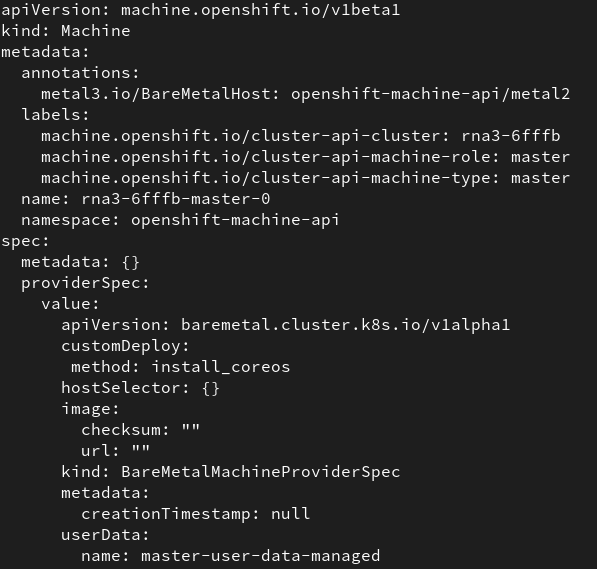 apiVersion: machine.openshift.io/v1beta1
kind: Machine
metadata:
  annotations:
    metal3.io/BareMetalHost: openshift-machine-api/metal2
  labels:
    machine.openshift.io/cluster-api-cluster: rna3-6fffb
    machine.openshift.io/cluster-api-machine-role: master
    machine.openshift.io/cluster-api-machine-type: master
  name: rna3-6fffb-master-0
  namespace: openshift-machine-api
spec:
  metadata: {}
  providerSpec:
    value:
      apiVersion: baremetal.cluster.k8s.io/v1alpha1
      customDeploy:
       method: install_coreos
      hostSelector: {}
      image:
        checksum: ""
        url: ""
      kind: BareMetalMachineProviderSpec
      metadata:
        creationTimestamp: null
      userData:
        name: master-user-data-managed